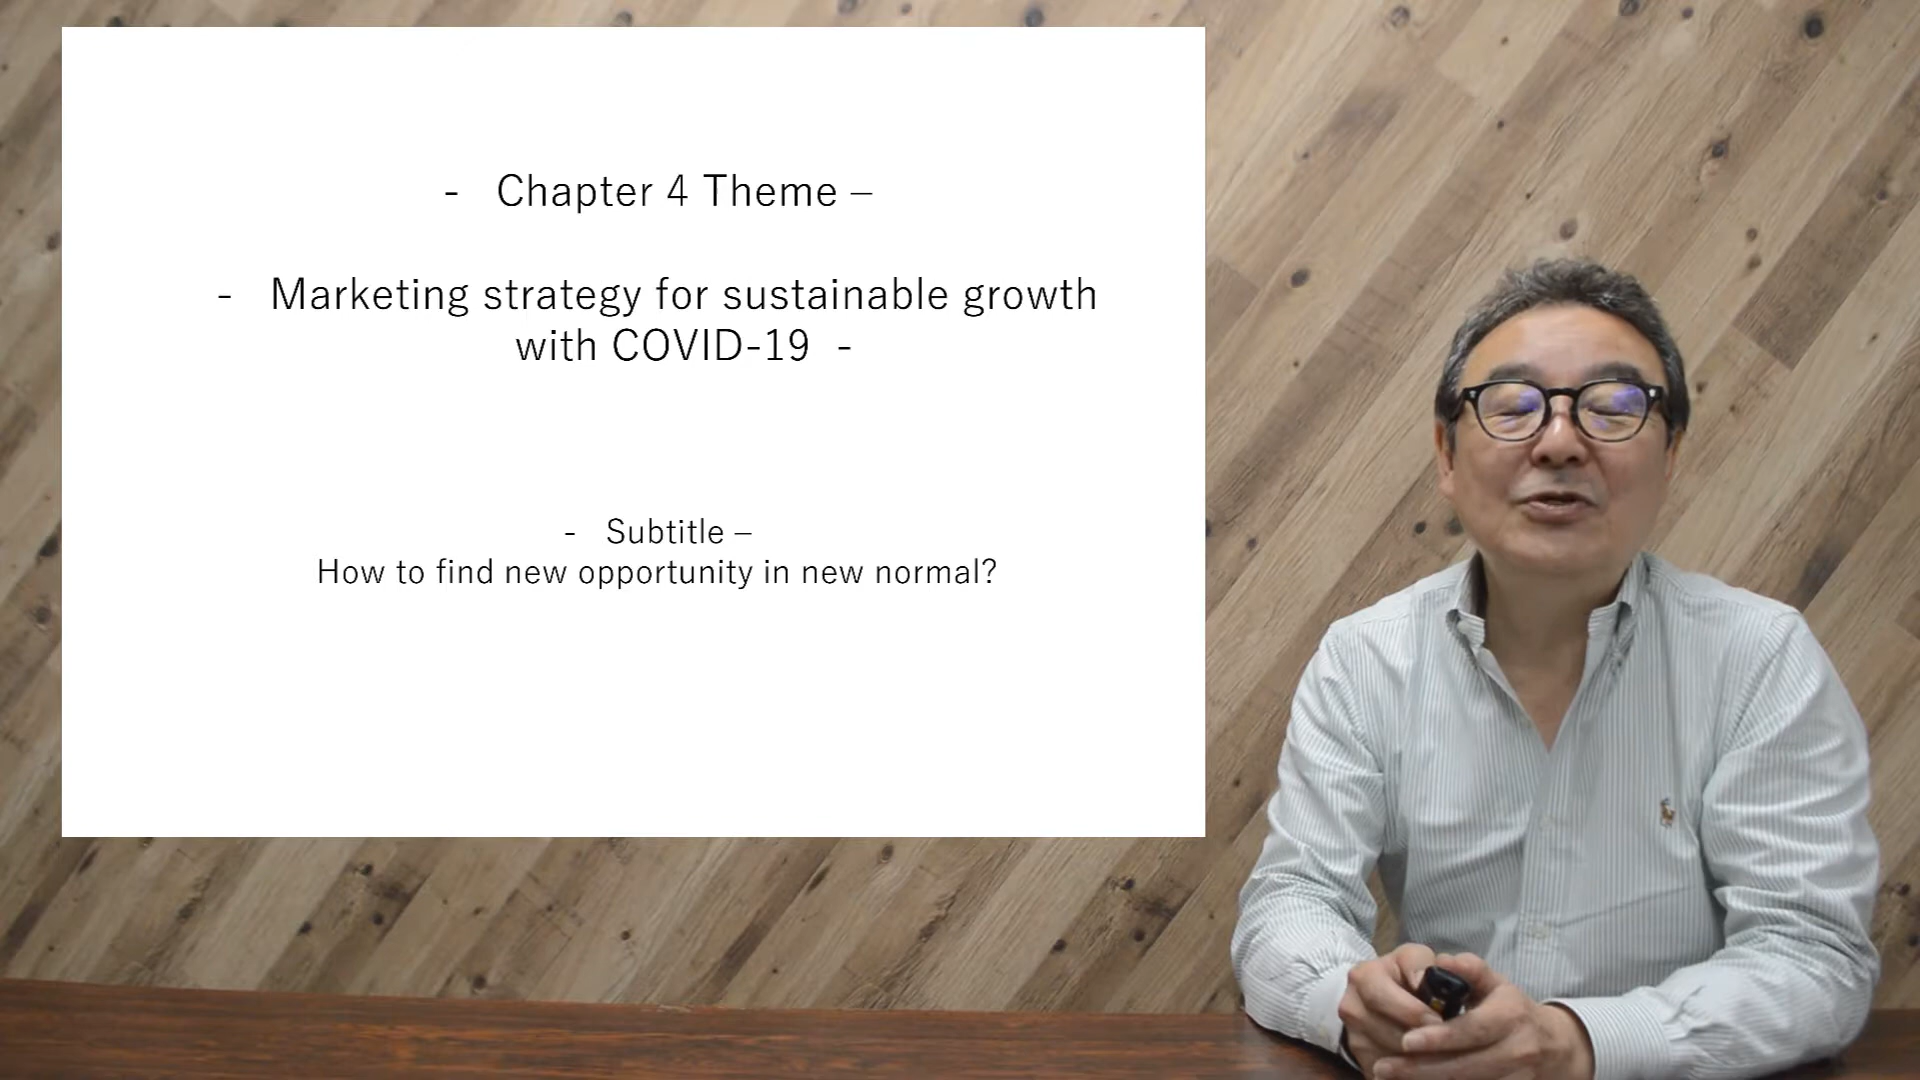 - Chapter 4 Theme –
- Marketing strategy for sustainable growth
with COVID-19 -
- Subtitle –
How to find new opportunity in new normal?